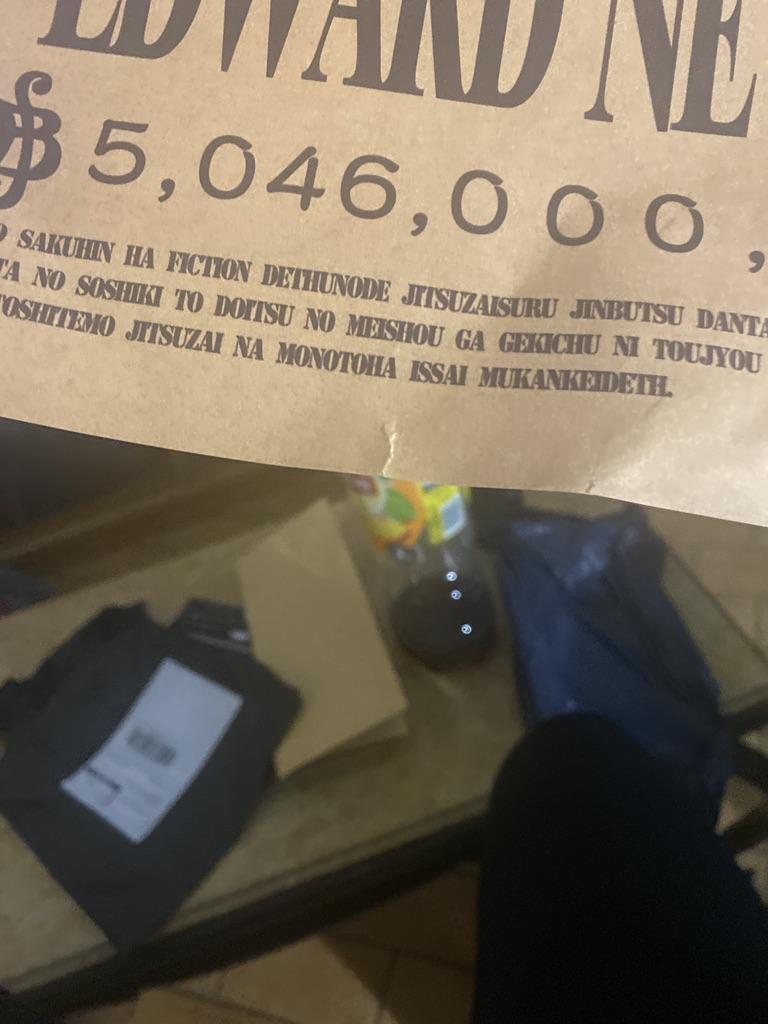 EDWARD NE
฿5,046,000,
O SAKUHIN HA FICTION DETHUNODE JITSUZAISURU JINBUTSU DANTA
TA NO SOSHIKI TO DOITSU NO MEISHOU GA GEKICHU NI TOUJYOU
TOSHITEMO JITSUZAI NA MONOTOHA ISSAI MUKANKEIDETH.